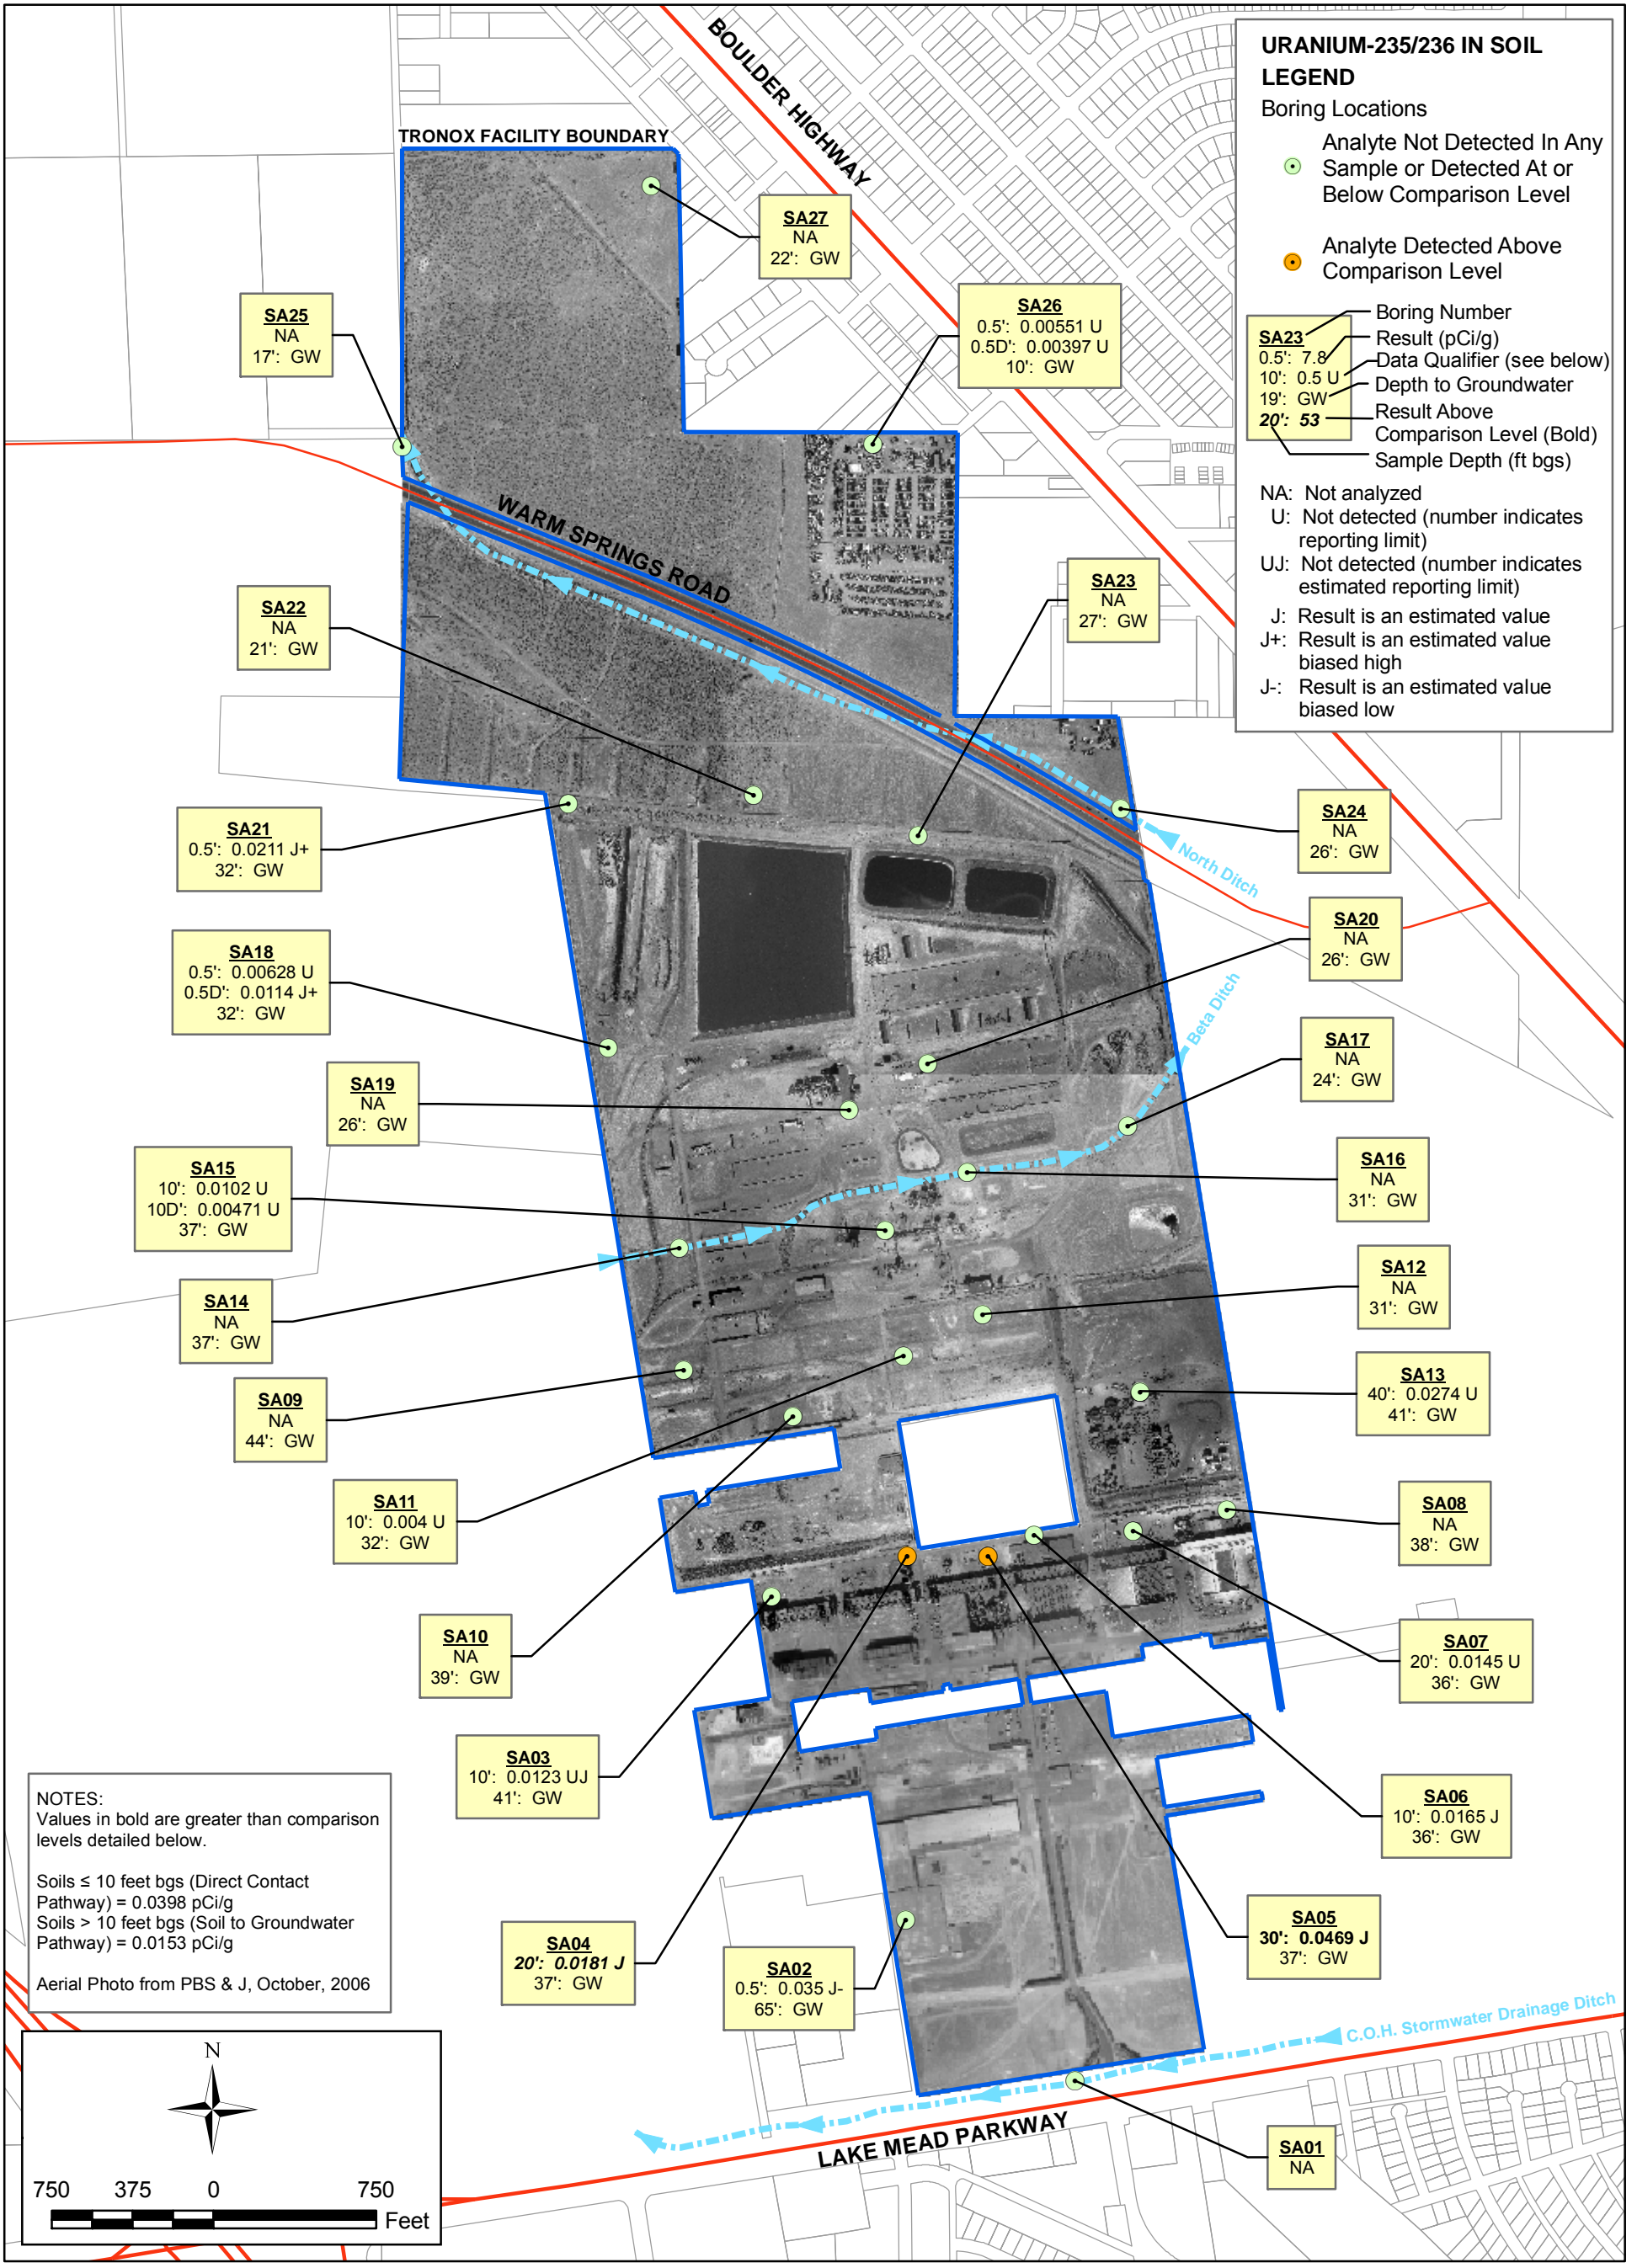 BOULDER HIGHWAY
TRONOX FACILITY BOUNDARY
URANIUM-235/236 IN SOIL
LEGEND
Boring Locations
Analyte Not Detected In Any
Sample or Detected At or
Below Comparison Level
Analyte Detected Above
Comparison Level
SA23
0.5': 7.8
10': 0.5 U
19': GW
20': 53
Boring Number
Result (pCi/g)
Data Qualifier (see below)
Depth to Groundwater
Result Above
Comparison Level (Bold)
Sample Depth (ft bgs)
NA: Not analyzed
U: Not detected (number indicates
reporting limit)
UJ: Not detected (number indicates
estimated reporting limit)
J: Result is an estimated value
J+: Result is an estimated value
biased high
J-: Result is an estimated value
biased low
SA27
NA
22': GW
SA25
NA
17': GW
SA26
0.5': 0.00551 U
0.5D': 0.00397 U
10': GW
WARM SPRINGS ROAD
SA22
NA
21': GW
SA23
NA
27': GW
SA21
0.5': 0.0211 J+
32': GW
SA24
NA
26': GW
North Ditch
SA18
0.5': 0.00628 U
0.5D': 0.0114 J+
32': GW
SA20
NA
26': GW
Beta Ditch
SA17
NA
24': GW
SA19
NA
26': GW
SA15
10': 0.0102 U
10D': 0.00471 U
37': GW
SA16
NA
31': GW
SA14
NA
37': GW
SA12
NA
31': GW
SA09
NA
44': GW
SA13
40': 0.0274 U
41': GW
SA11
10': 0.004 U
32': GW
SA08
NA
38': GW
SA10
NA
39': GW
SA07
20': 0.0145 U
36': GW
SA03
10': 0.0123 UJ
41': GW
SA06
10': 0.0165 J
36': GW
SA04
20': 0.0181 J
37': GW
SA05
30': 0.0469 J
37': GW
SA02
0.5': 0.035 J-
65': GW
NOTES:
Values in bold are greater than comparison
levels detailed below.
Soils ≤ 10 feet bgs (Direct Contact
Pathway) = 0.0398 pCi/g
Soils > 10 feet bgs (Soil to Groundwater
Pathway) = 0.0153 pCi/g
Aerial Photo from PBS & J, October, 2006
C.O.H. Stormwater Drainage Ditch
LAKE MEAD PARKWAY
SA01
NA
N
750 375 0 750
Feet